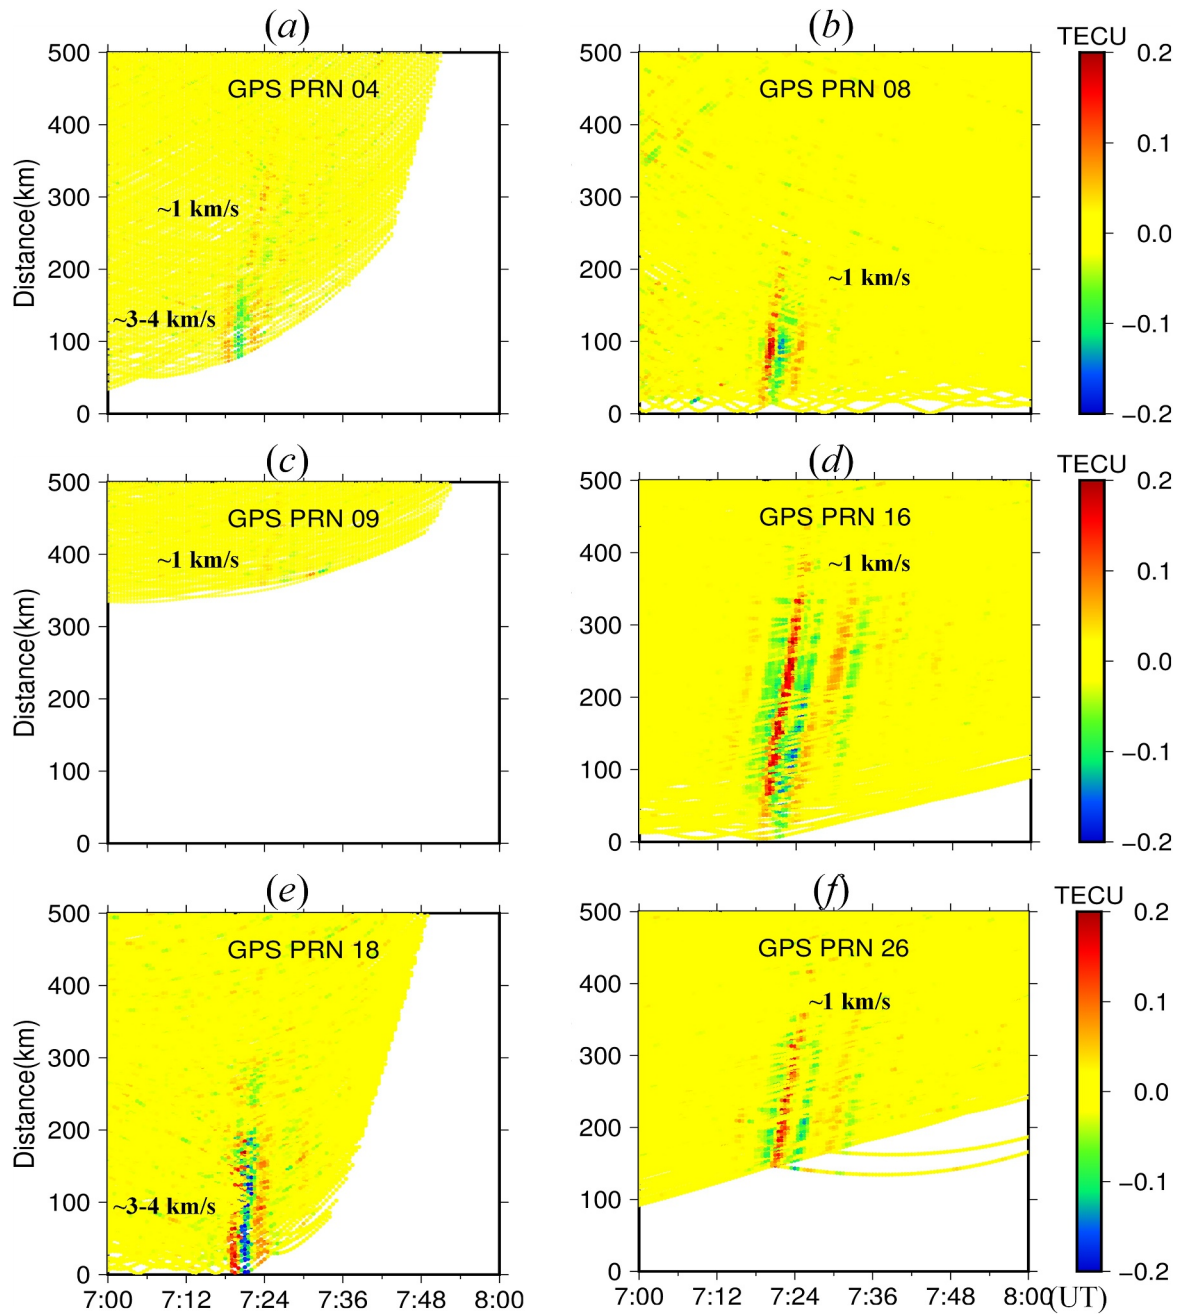 (a) (b) TECU
500 500 0.2
GPS PRN 04 GPS PRN 08
400 400 0.1
300 300
~1 km/s
Distance(km) 0.0
200 200
~1 km/s
~3-4 km/s
100 100 −0.1
0 0 −0.2
(c) (d) TECU
500 500 0.2
GPS PRN 09 GPS PRN 16
400 ~1 km/s 400 ~1 km/s 0.1
300 300
Distance(km) 0.0
200 200
100 100 −0.1
0 0 −0.2
(e) (f) TECU
500 500 0.2
GPS PRN 18 GPS PRN 26
400 400 0.1
~1 km/s
300 300
Distance(km) 0.0
200 200
~3-4 km/s
100 100 −0.1
0 0 −0.2
7:00 7:12 7:24 7:36 7:48 8:00 7:00 7:12 7:24 7:36 7:48 8:00 (UT)